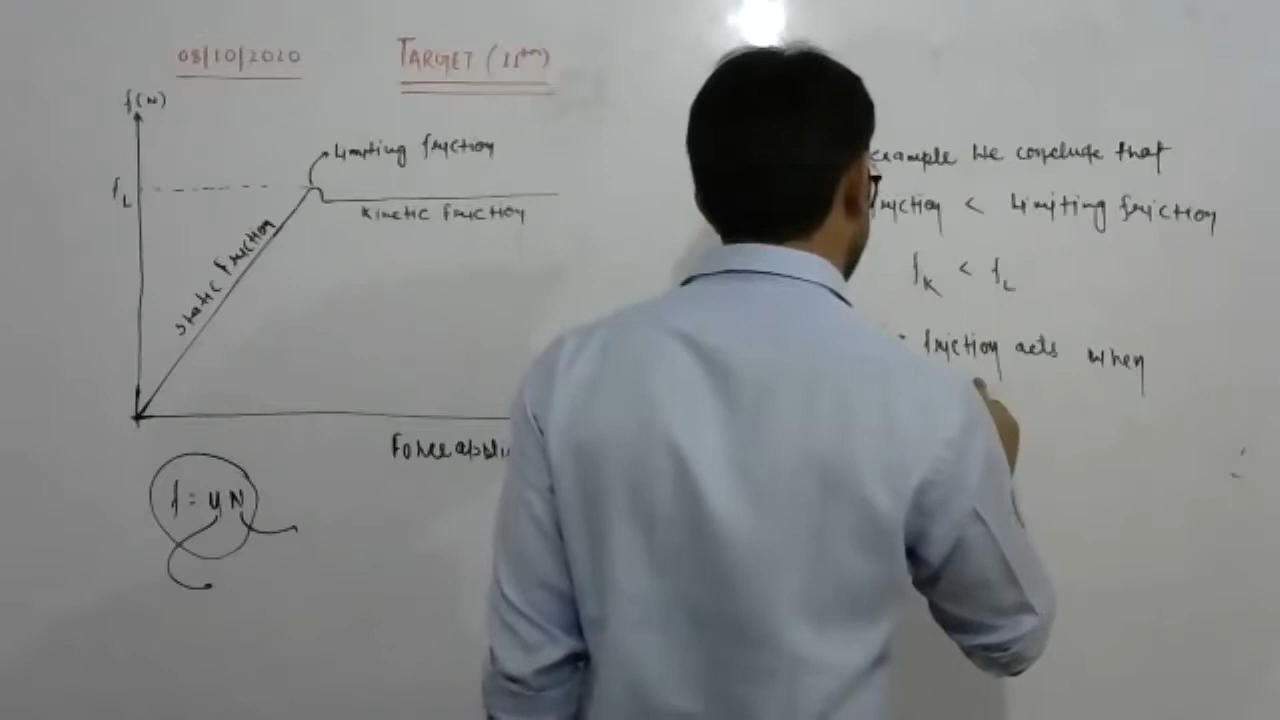 08/10/2020
TARGET (11th)
f(N)
Limiting friction
fL
Kinetic friction
Static friction
Force appli
f = μN
example We conclude that
friction < Limiting friction
fK < fL
friction acts when